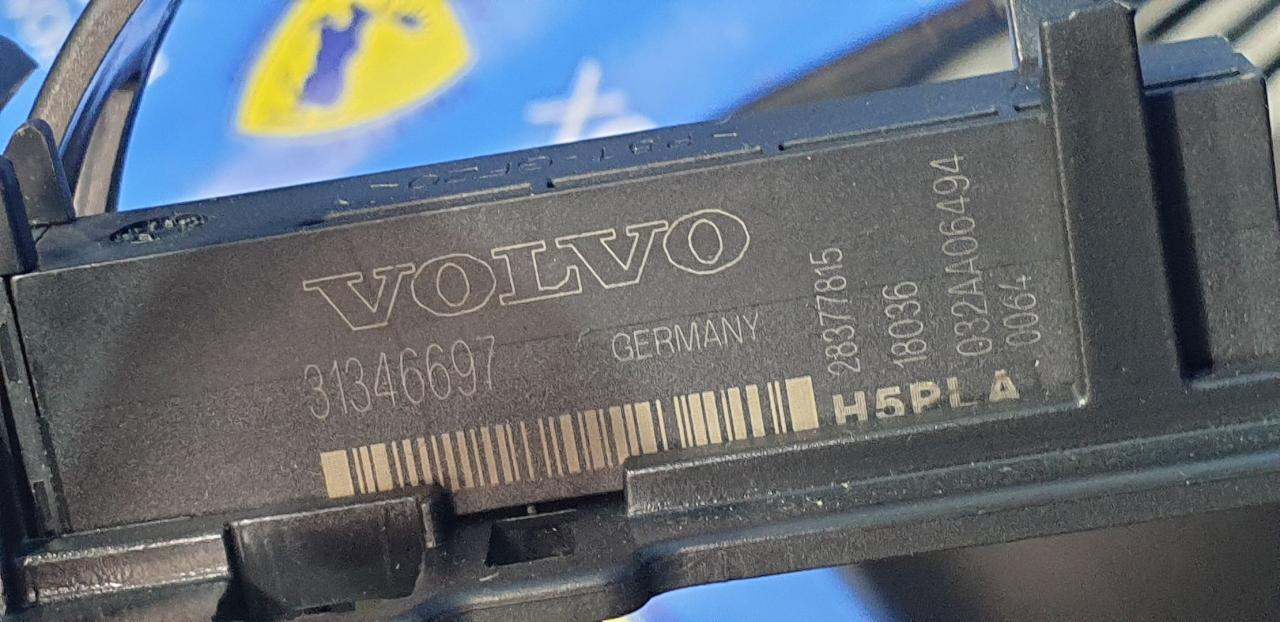 VOLVO
31346697
GERMANY
28377815
18036
032AA06494
0064
H5PLA